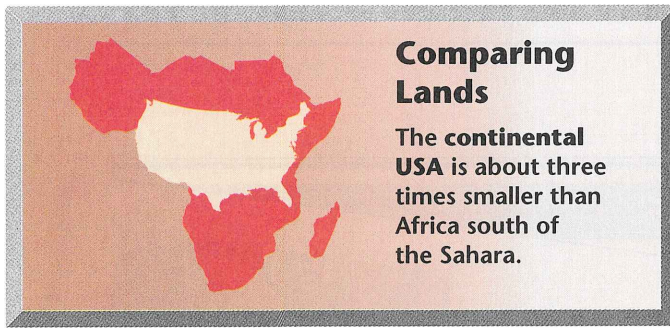 Comparing
Lands
The continental
USA is about three
times smaller than
Africa south of
the Sahara.